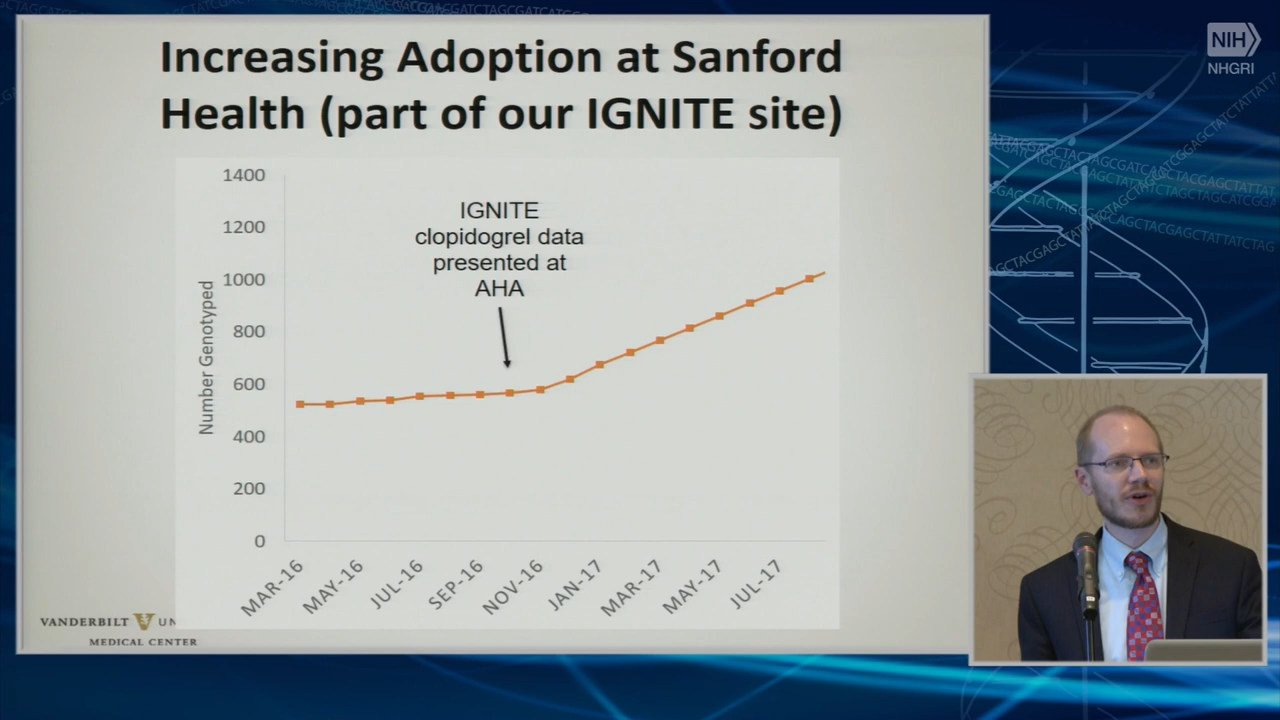 Increasing Adoption at Sanford
Health (part of our IGNITE site)
NIH
NHGRI
1400
1200
1000
800
600
400
200
0
Number Genotyped
IGNITE
clopidogrel data
presented at
AHA
MAR-16
MAY-16
JUL-16
SEP-16
NOV-16
JAN-17
MAR-17
MAY-17
JUL-17
VANDERBILT V UN
MEDICAL CENTER